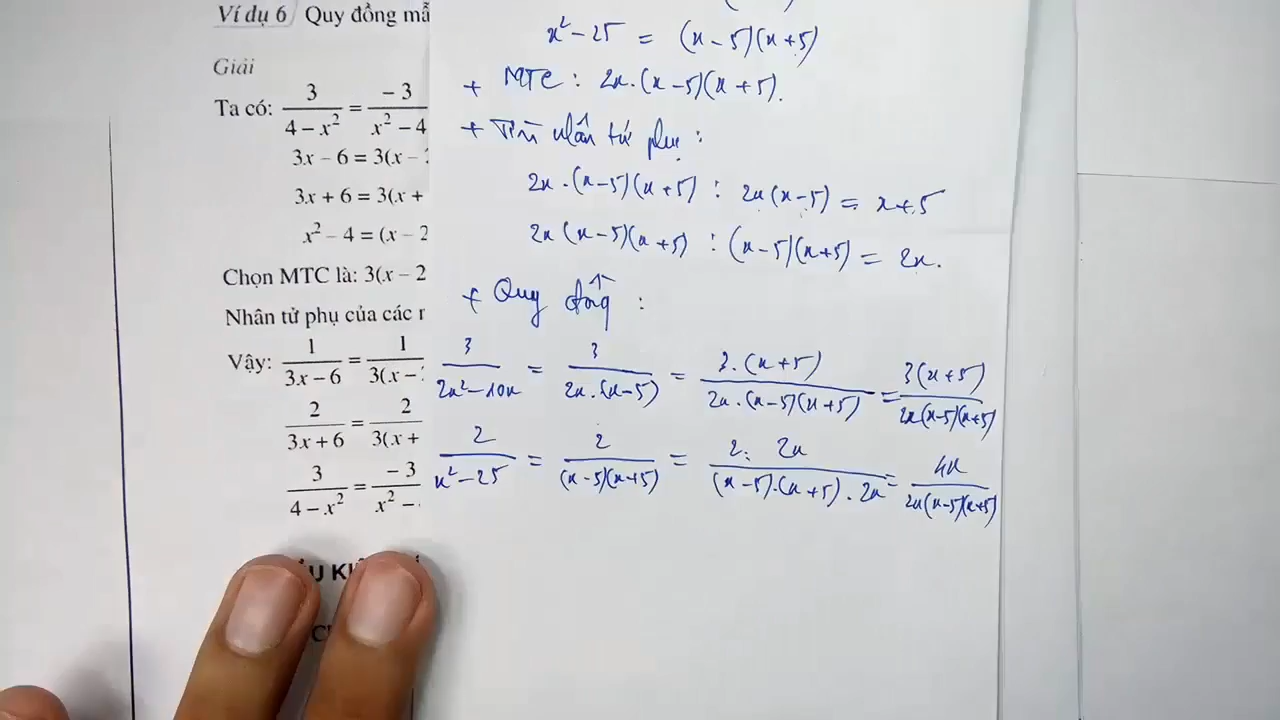 Ví dụ 6 Quy đồng mẫ
Giải
Ta có: 3/(4 – x²) = –3/(x² – 4
3x – 6 = 3(x –
3x + 6 = 3(x +
x² – 4 = (x – 2
Chọn MTC là: 3(x – 2
Nhân tử phụ của các
Vậy: 1/(3x – 6) = 1/(3(x –
2/(3x + 6) = 2/(3(x +
3/(4 – x²) = –3/(x² –
x² – 25 = (x – 5)(x + 5)
+ MTC : 2x.(x – 5)(x + 5).
+ Tìm nhân tử phụ :
2x.(x – 5)(x + 5) : 2x(x – 5) = x + 5
2x(x – 5)(x + 5) : (x – 5)(x + 5) = 2x.
+ Quy đồng :
3/(2x² – 10x) = 3/(2x.(x – 5)) = 3.(x + 5)/(2x.(x – 5)(x + 5)) = 3(x + 5)/(2x(x – 5)(x + 5))
2/(x² – 25) = 2/((x – 5)(x + 5)) = 2. 2x/((x – 5).(x + 5).2x) = 4x/(2x(x – 5)(x + 5))